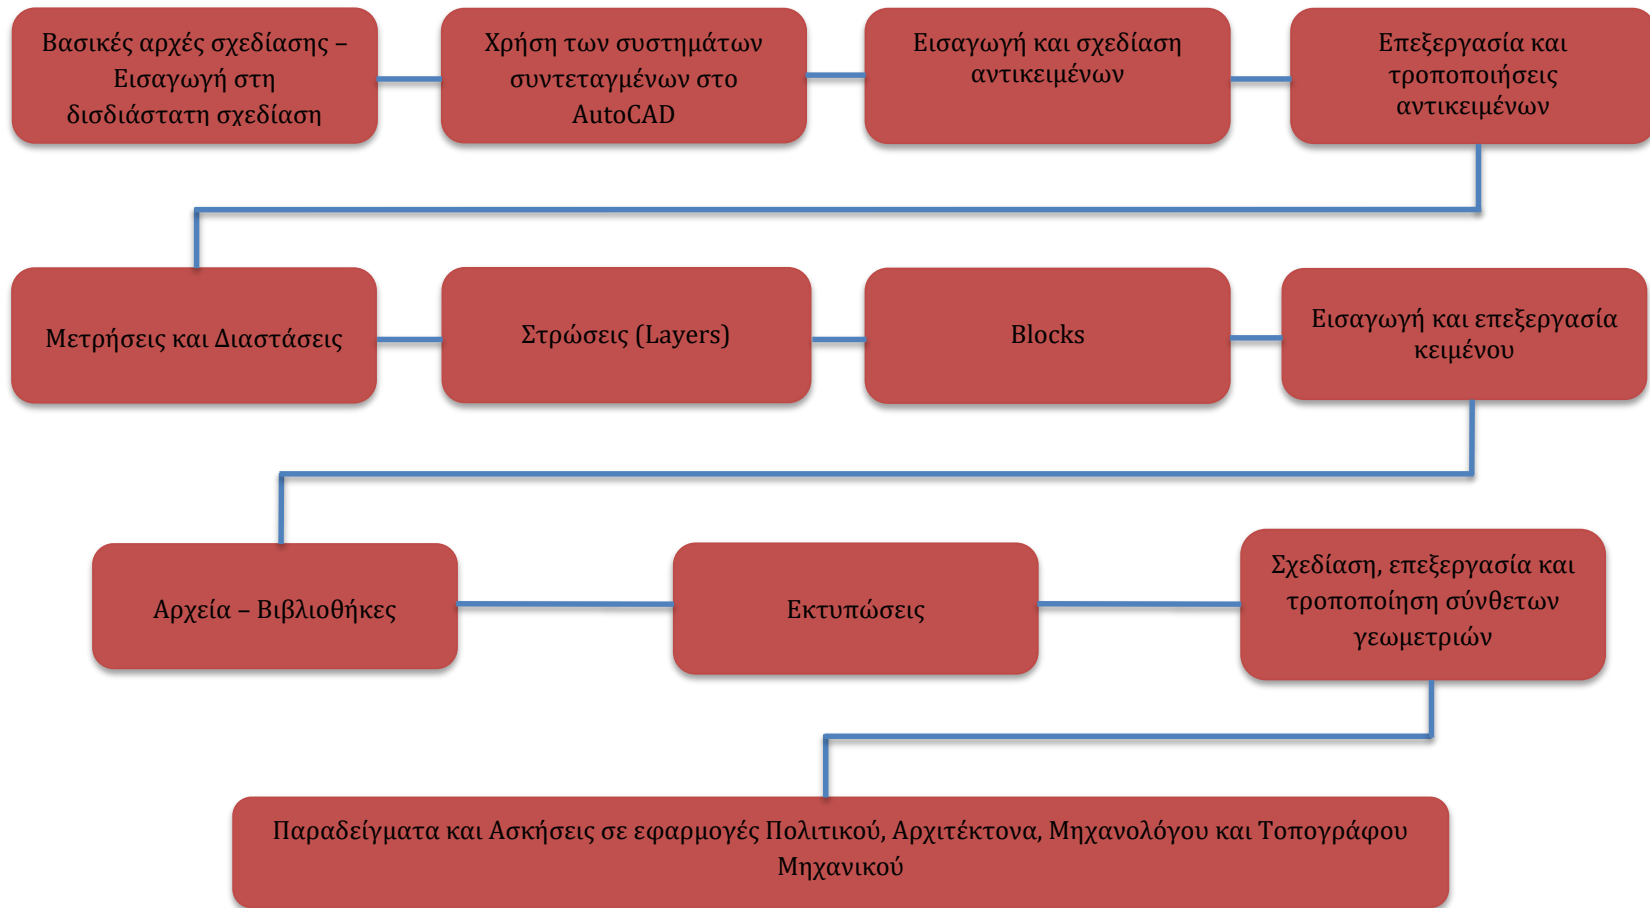 Βασικές αρχές σχεδίασης –
Εισαγωγή στη
δισδιάστατη σχεδίαση
Χρήση των συστημάτων
συντεταγμένων στο
AutoCAD
Εισαγωγή και σχεδίαση
αντικειμένων
Επεξεργασία και
τροποποιήσεις
αντικειμένων
Μετρήσεις και Διαστάσεις
Στρώσεις (Layers)
Blocks
Εισαγωγή και επεξεργασία
κειμένου
Αρχεία – Βιβλιοθήκες
Εκτυπώσεις
Σχεδίαση, επεξεργασία και
τροποποίηση σύνθετων
γεωμετριών
Παραδείγματα και Ασκήσεις σε εφαρμογές Πολιτικού, Αρχιτέκτονα, Μηχανολόγου και Τοπογράφου
Μηχανικού